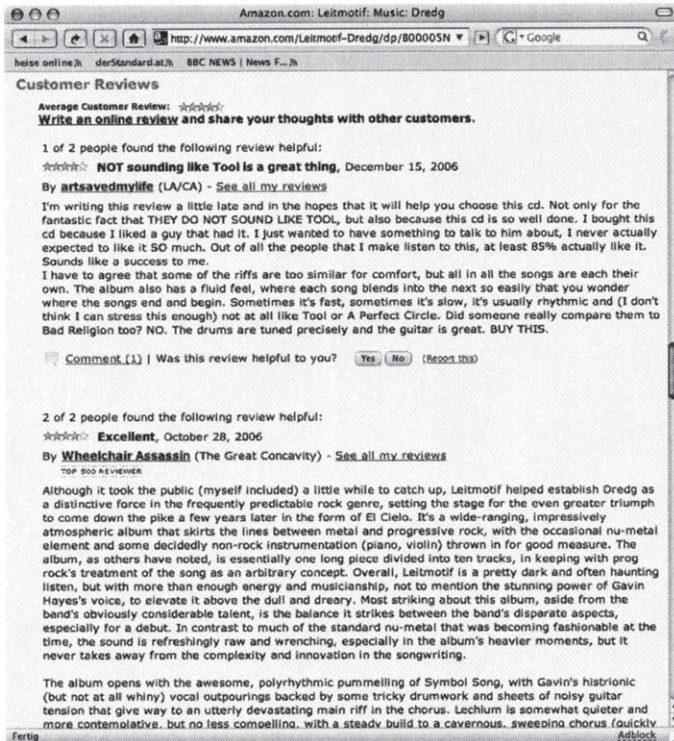 Amazon.com: Leitmotif: Music: Dredg
http://www.amazon.com/Leitmotif-Dredg/dp/B00005N
Google
heise online
derStandard.at
BBC NEWS | News F...
Customer Reviews
Average Customer Review:
Write an online review and share your thoughts with other customers.
1 of 2 people found the following review helpful:
NOT sounding like Tool is a great thing, December 15, 2006
By artsavedmylife (LA/CA) - See all my reviews
I'm writing this review a little late and in the hopes that it will help you choose this cd. Not only for the
fantastic fact that THEY DO NOT SOUND LIKE TOOL, but also because this cd is so well done. I bought this
cd because I liked a guy that had it. I just wanted to have something to talk to him about, I never actually
expected to like it SO much. Out of all the people that I make listen to this, at least 85% actually like it.
Sounds like a success to me.
I have to agree that some of the riffs are too similar for comfort, but all in all the songs are each their
own. The album also has a fluid feel, where each song blends into the next so easily that you wonder
where the songs end and begin. Sometimes it's fast, sometimes it's slow, it's usually rhythmic and (I don't
think I can stress this enough) not at all like Tool or A Perfect Circle. Did someone really compare them to
Bad Religion too? NO. The drums are tuned precisely and the guitar is great. BUY THIS.
Comment (1) | Was this review helpful to you? Yes No (Report this)
2 of 2 people found the following review helpful:
Excellent, October 28, 2006
By Wheelchair Assassin (The Great Concavity) - See all my reviews
TOP 500 REVIEWER
Although it took the public (myself included) a little while to catch up, Leitmotif helped establish Dredg as
a distinctive force in the frequently predictable rock genre, setting the stage for the even greater triumph
to come down the pike a few years later in the form of El Cielo. It's a wide-ranging, impressively
atmospheric album that skirts the lines between metal and progressive rock, with the occasional nu-metal
element and some decidedly non-rock instrumentation (piano, violin) thrown in for good measure. The
album, as others have noted, is essentially one long piece divided into ten tracks, in keeping with prog
rock's treatment of the song as an arbitrary concept. Overall, Leitmotif is a pretty dark and often haunting
listen, but with more than enough energy and musicianship, not to mention the stunning power of Gavin
Hayes's voice, to elevate it above the dull and dreary. Most striking about this album, aside from the
band's obviously considerable talent, is the balance it strikes between the band's disparate aspects,
especially for a debut. In contrast to much of the standard nu-metal that was becoming fashionable at the
time, the sound is refreshingly raw and wrenching, especially in the album's heavier moments, but it
never takes away from the complexity and innovation in the songwriting.
The album opens with the awesome, polyrhythmic pummelling of Symbol Song, with Gavin's histrionic
(but not at all whiny) vocal outpourings backed by some tricky drumwork and sheets of noisy guitar
tension that give way to an utterly devastating main riff in the chorus. Lechium is somewhat quieter and
more contemplative, but no less compelling, with a steady build to a cavernous, sweeping chorus (quickly
Fertig
Adblock